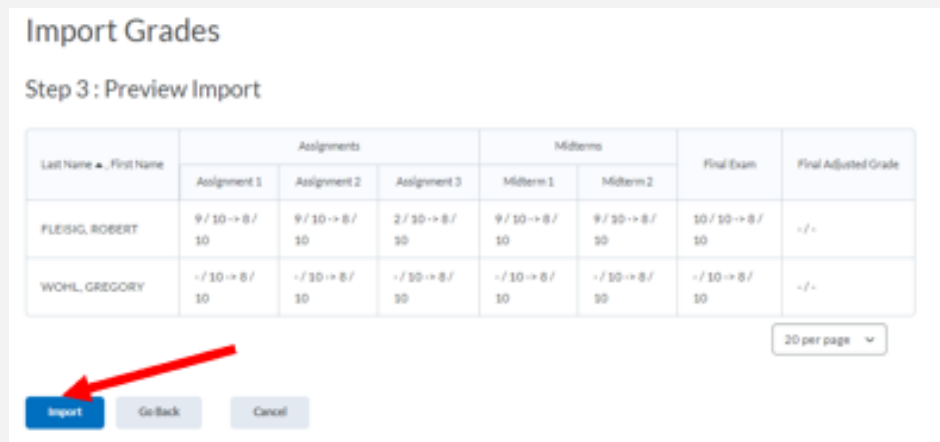 Import Grades
Step 3 : Preview Import
Last Name ▲ , First Name Assignments Midterms Final Exam Final Adjusted Grade
Assignment 1 Assignment 2 Assignment 3 Midterm 1 Midterm 2
FLEISIG, ROBERT 9 / 10 -> 8 / 10 9 / 10 -> 8 / 10 2 / 10 -> 8 / 10 9 / 10 -> 8 / 10 9 / 10 -> 8 / 10 10 / 10 -> 8 / 10 - / -
WOHL, GREGORY - / 10 -> 8 / 10 - / 10 -> 8 / 10 - / 10 -> 8 / 10 - / 10 -> 8 / 10 - / 10 -> 8 / 10 - / 10 -> 8 / 10 - / -
20 per page
Import Go Back Cancel